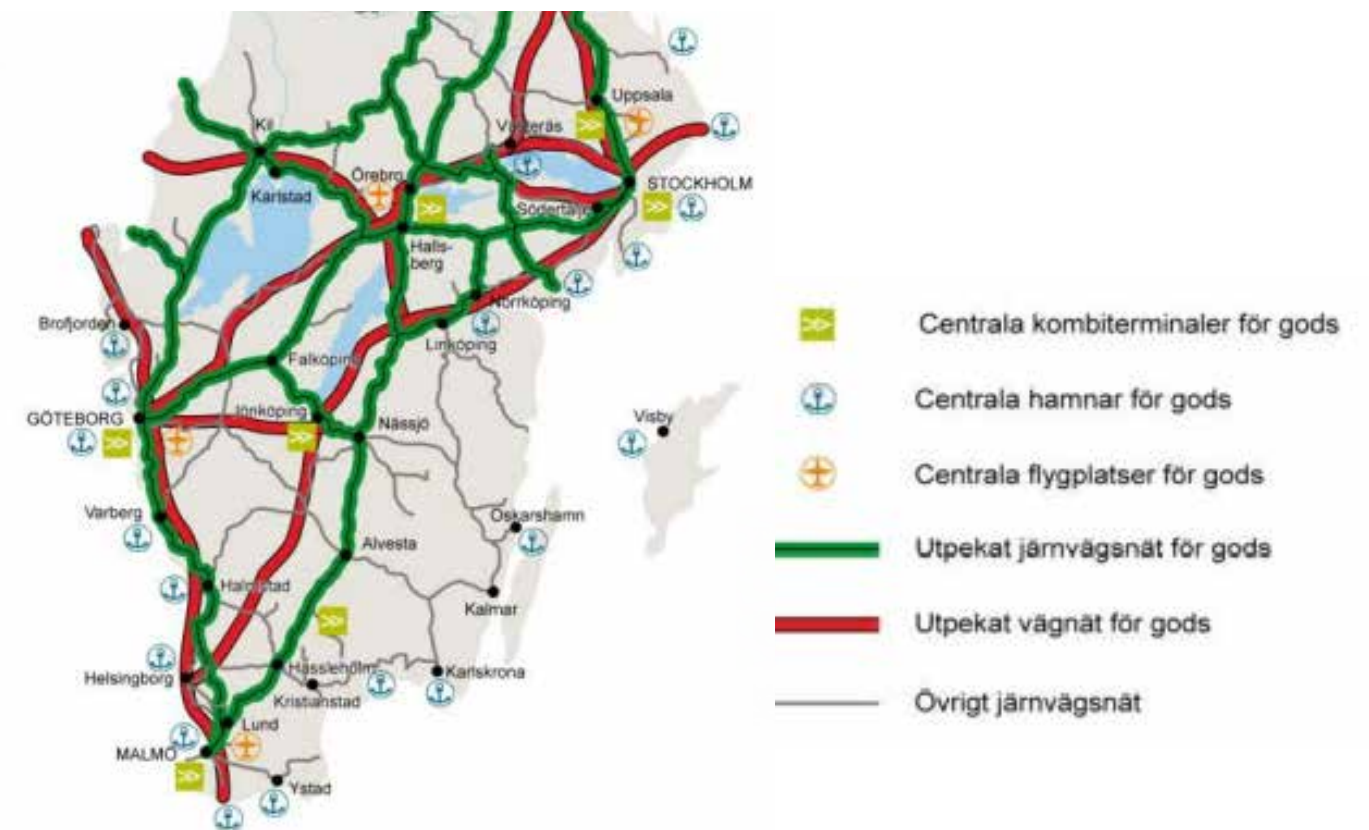 Uppsala
Kil
Västerås
Örebro
STOCKHOLM
Karlstad
Södertälje
Halls-
berg
Norrköping
Brofjorden
Linköping
Falköping
GÖTEBORG
Jönköping
Visby
Nässjö
Varberg
Oskarshamn
Alvesta
Halmstad
Kalmar
Helsingborg
Hässleholm
Karlskrona
Kristianstad
Lund
MALMÖ
Ystad
Centrala kombiterminaler för gods
Centrala hamnar för gods
Centrala flygplatser för gods
Utpekat järnvägsnät för gods
Utpekat vägnät för gods
Övrigt järnvägsnät